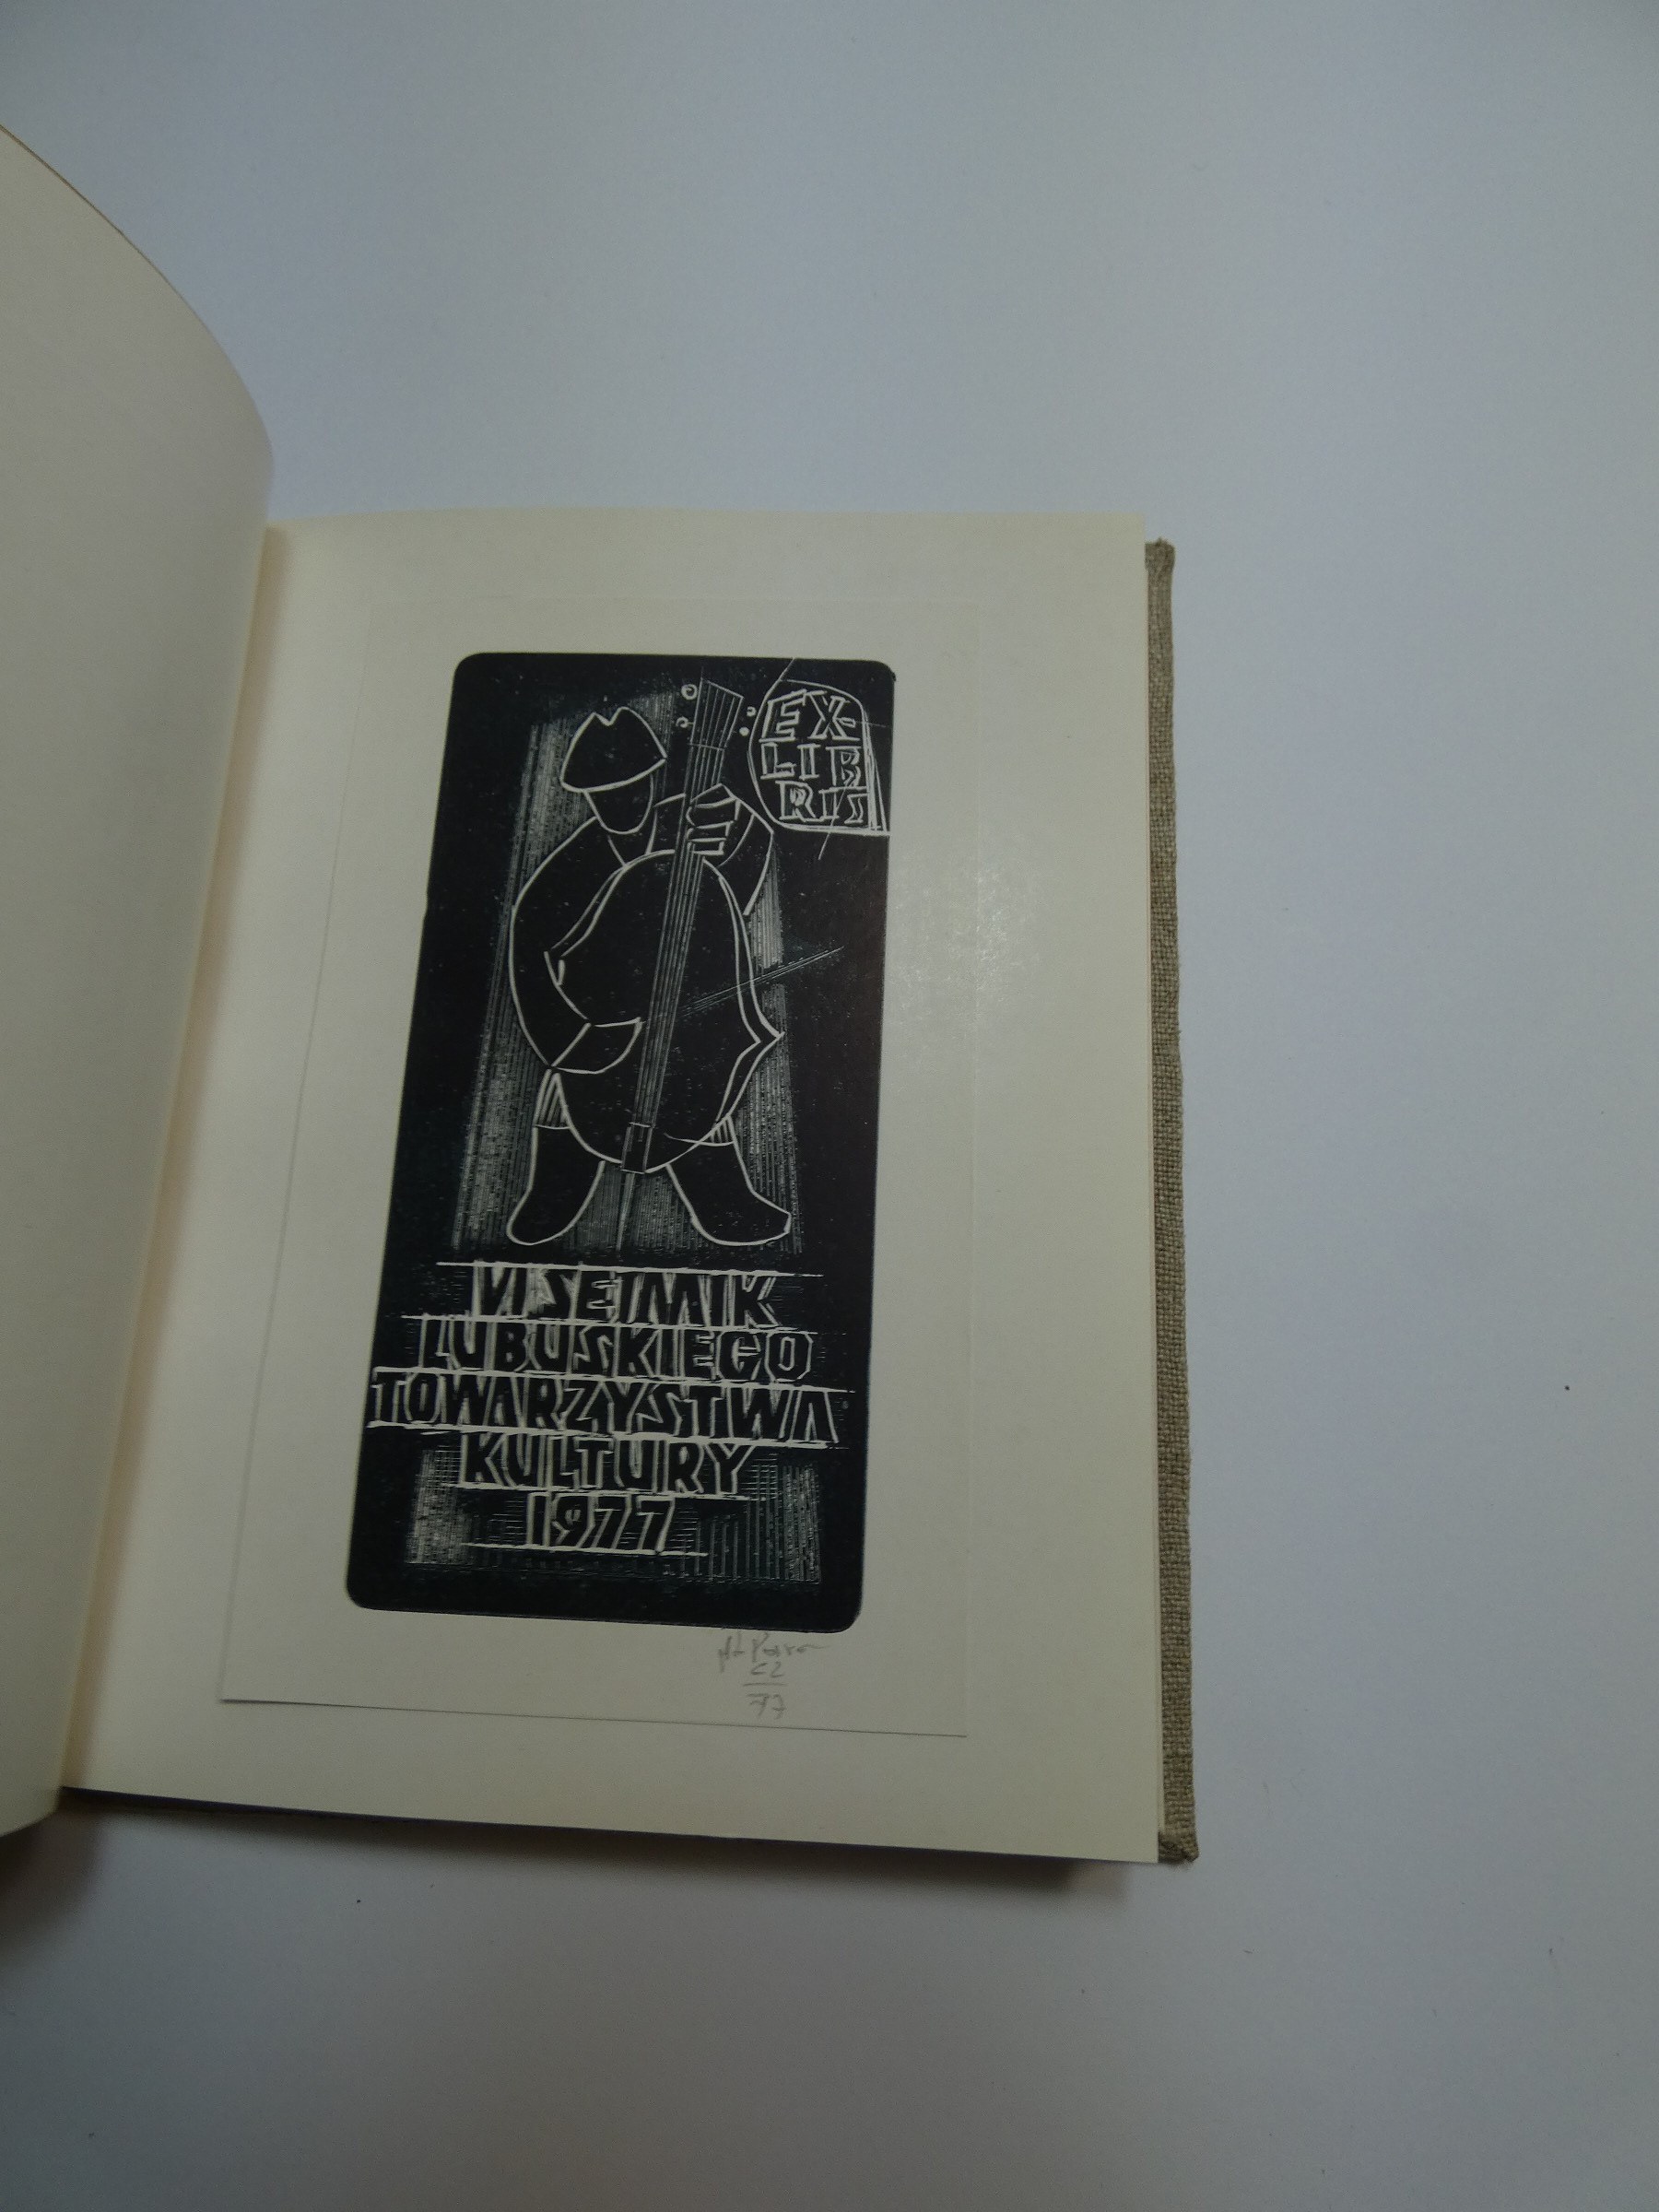 EX-
LIB
RIS
VI SEJMIK
LUBUSKIEGO
TOWARZYSTWA
KULTURY
1977
77